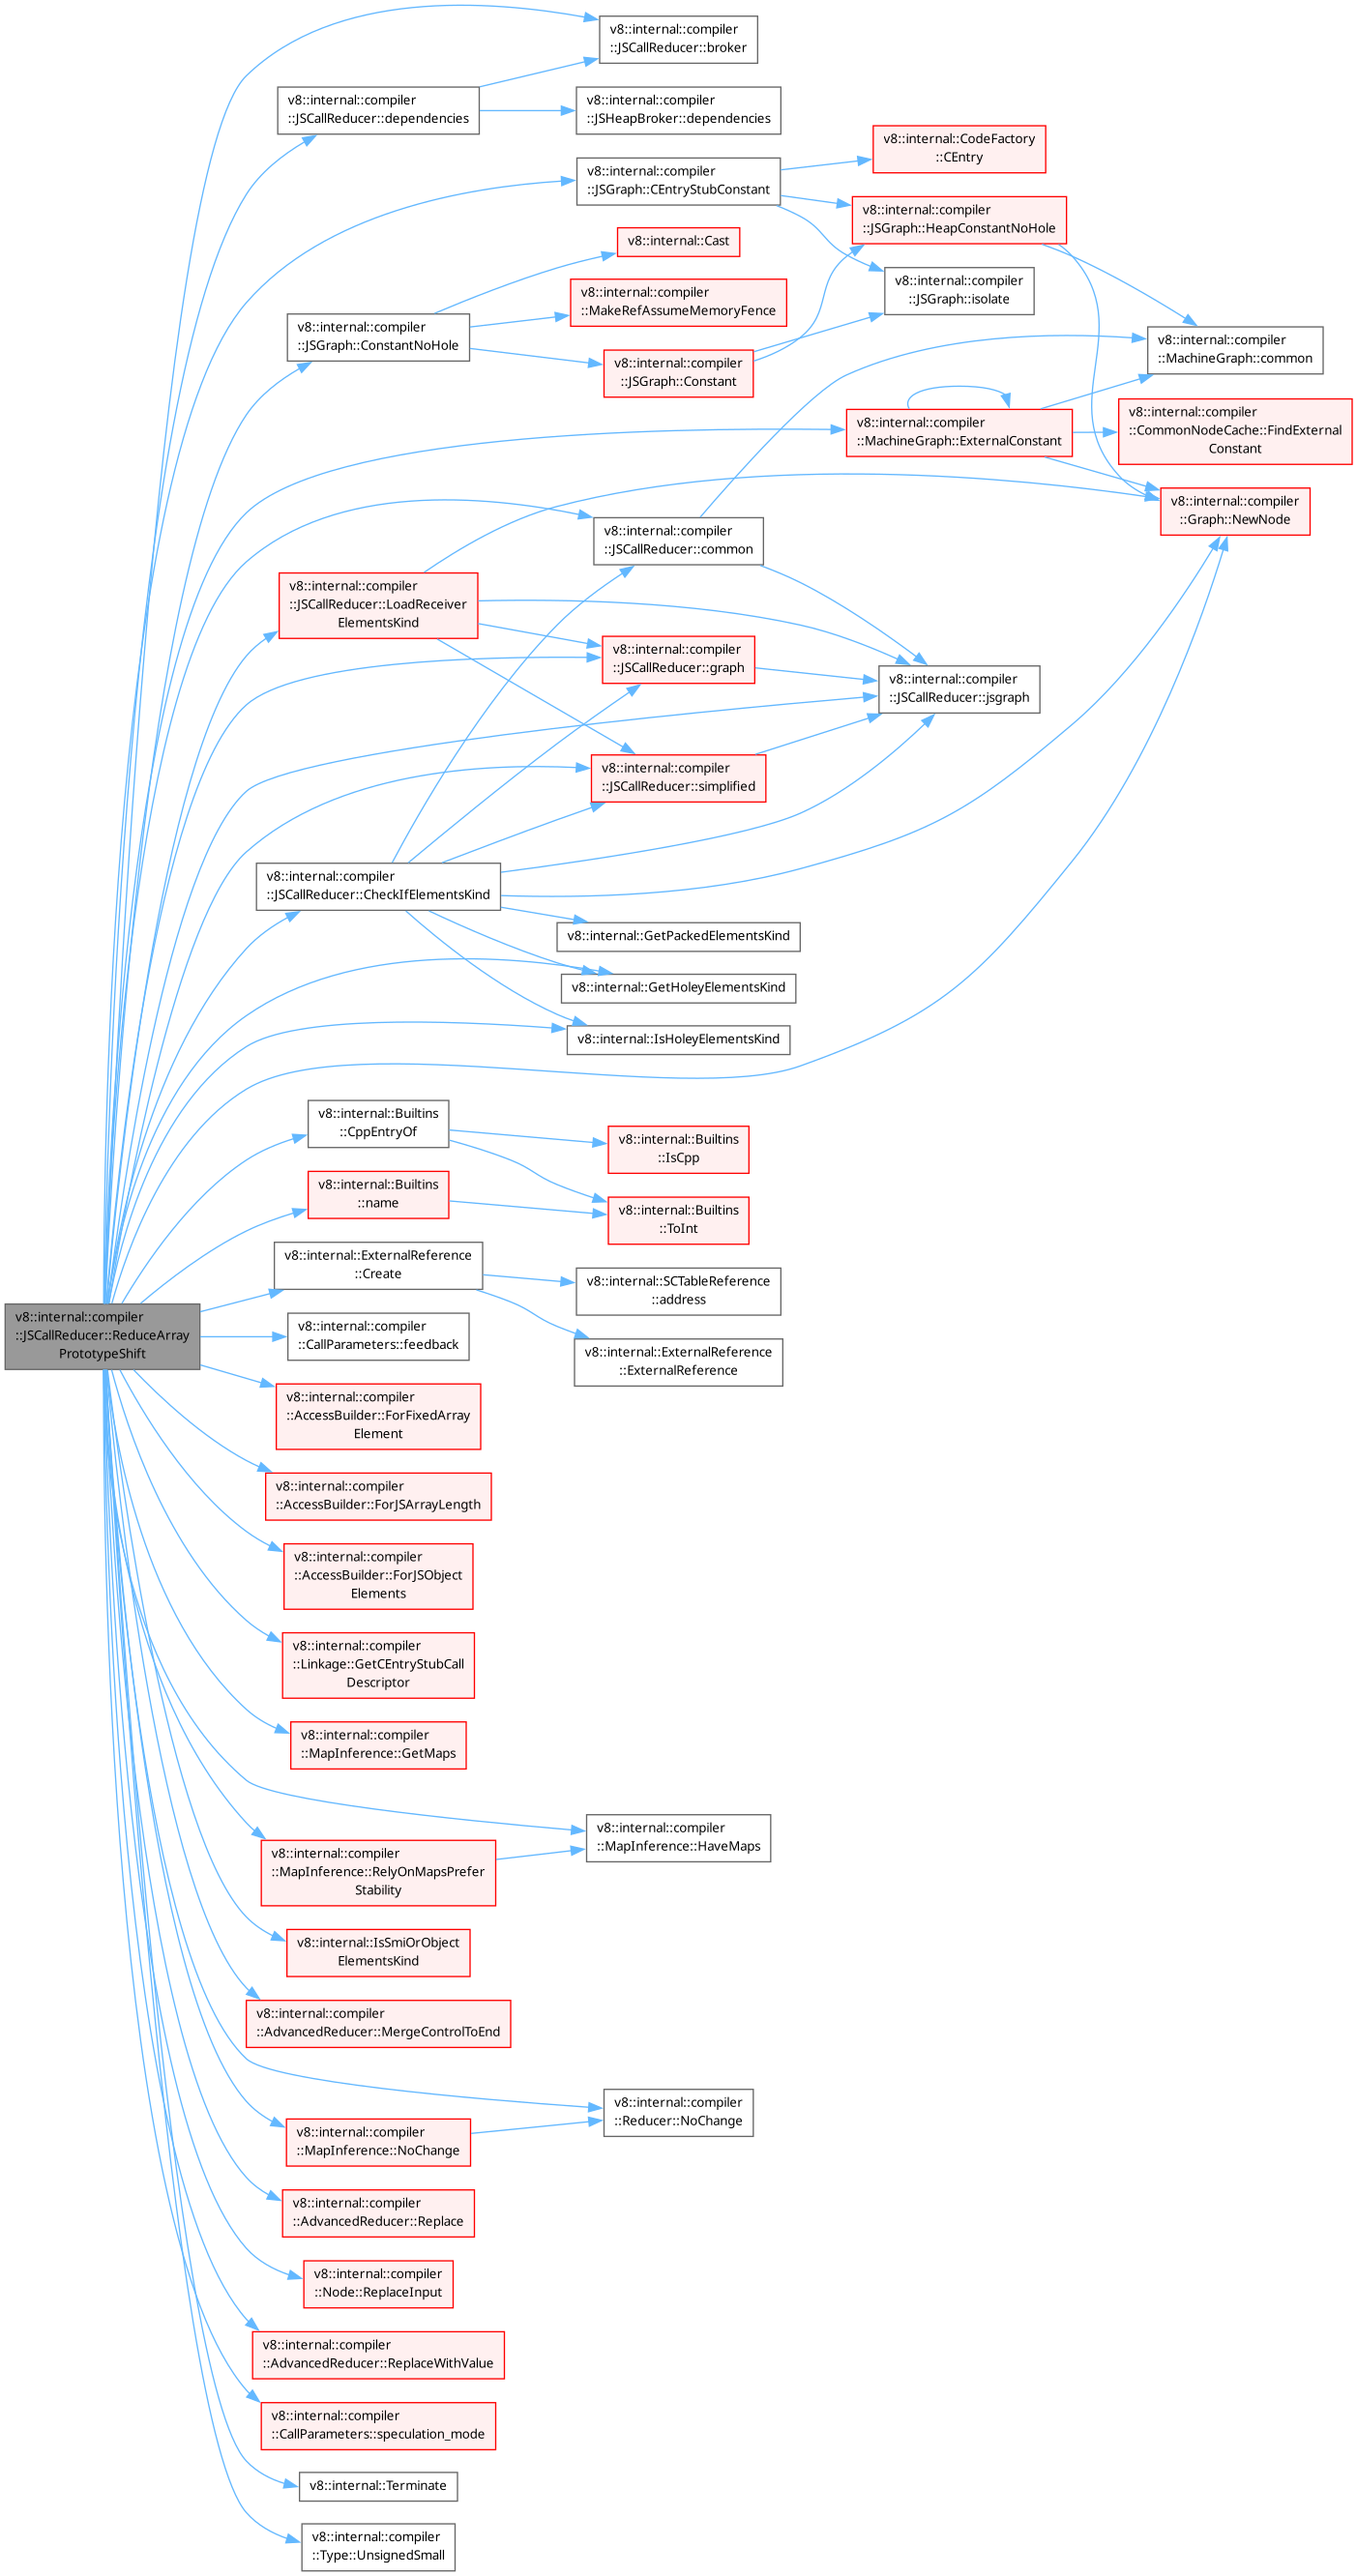 v8::internal::compiler
::JSCallReducer::broker
v8::internal::compiler
::JSCallReducer::dependencies
v8::internal::compiler
::JSHeapBroker::dependencies
v8::internal::CodeFactory
::CEntry
v8::internal::compiler
::JSGraph::CEntryStubConstant
v8::internal::compiler
::JSGraph::HeapConstantNoHole
v8::internal::Cast
v8::internal::compiler
::JSGraph::isolate
v8::internal::compiler
::MakeRefAssumeMemoryFence
v8::internal::compiler
::JSGraph::ConstantNoHole
v8::internal::compiler
::MachineGraph::common
v8::internal::compiler
::JSGraph::Constant
v8::internal::compiler
::MachineGraph::ExternalConstant
v8::internal::compiler
::CommonNodeCache::FindExternal
Constant
v8::internal::compiler
::Graph::NewNode
v8::internal::compiler
::JSCallReducer::common
v8::internal::compiler
::JSCallReducer::LoadReceiver
ElementsKind
v8::internal::compiler
::JSCallReducer::graph
v8::internal::compiler
::JSCallReducer::jsgraph
v8::internal::compiler
::JSCallReducer::simplified
v8::internal::compiler
::JSCallReducer::CheckIfElementsKind
v8::internal::GetPackedElementsKind
v8::internal::GetHoleyElementsKind
v8::internal::IsHoleyElementsKind
v8::internal::Builtins
::CppEntryOf
v8::internal::Builtins
::IsCpp
v8::internal::Builtins
::name
v8::internal::Builtins
::ToInt
v8::internal::ExternalReference
::Create
v8::internal::SCTableReference
::address
v8::internal::compiler
::JSCallReducer::ReduceArray
PrototypeShift
v8::internal::compiler
::CallParameters::feedback
v8::internal::ExternalReference
::ExternalReference
v8::internal::compiler
::AccessBuilder::ForFixedArray
Element
v8::internal::compiler
::AccessBuilder::ForJSArrayLength
v8::internal::compiler
::AccessBuilder::ForJSObject
Elements
v8::internal::compiler
::Linkage::GetCEntryStubCall
Descriptor
v8::internal::compiler
::MapInference::GetMaps
v8::internal::compiler
::MapInference::HaveMaps
v8::internal::compiler
::MapInference::RelyOnMapsPrefer
Stability
v8::internal::IsSmiOrObject
ElementsKind
v8::internal::compiler
::AdvancedReducer::MergeControlToEnd
v8::internal::compiler
::Reducer::NoChange
v8::internal::compiler
::MapInference::NoChange
v8::internal::compiler
::AdvancedReducer::Replace
v8::internal::compiler
::Node::ReplaceInput
v8::internal::compiler
::AdvancedReducer::ReplaceWithValue
v8::internal::compiler
::CallParameters::speculation_mode
v8::internal::Terminate
v8::internal::compiler
::Type::UnsignedSmall